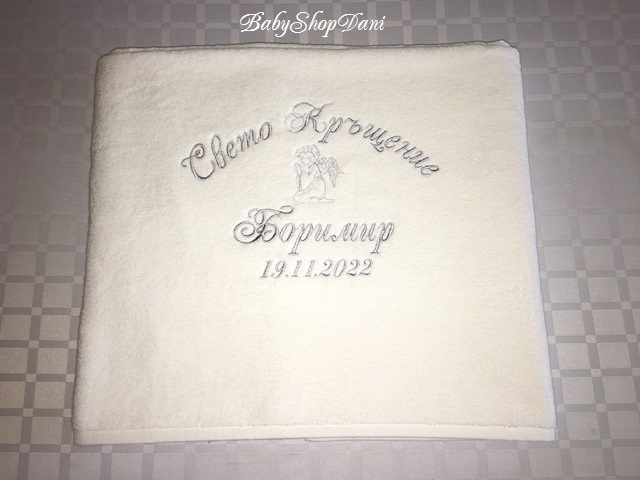 BabyShopDani
Свето Кръщение
Боримир
19.11.2022